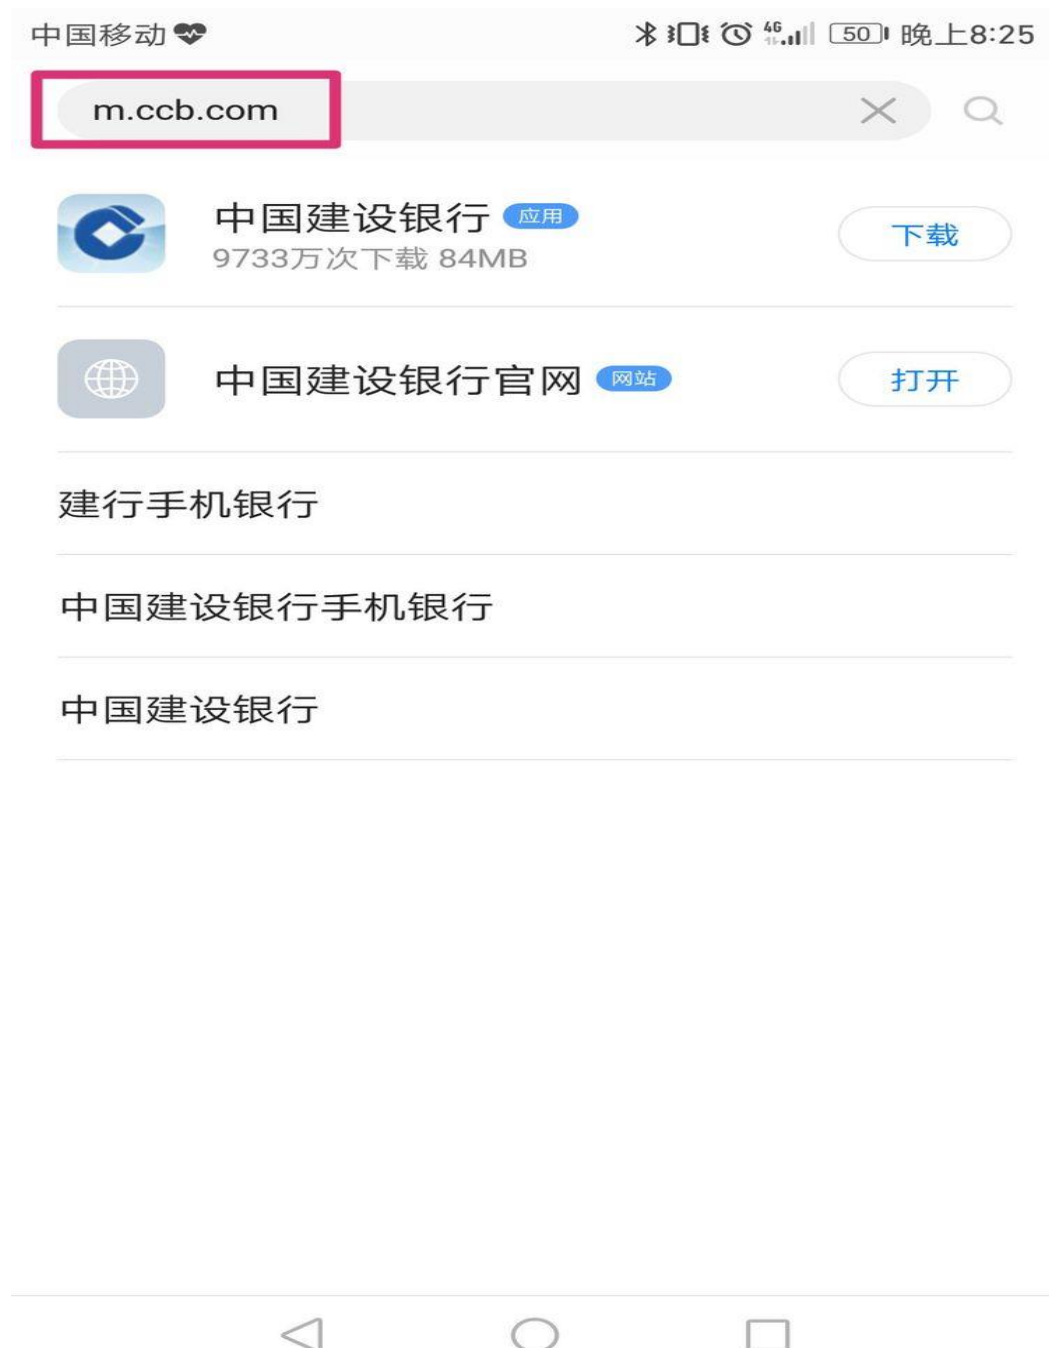 中国移动
4G 50 晚上8:25
m.ccb.com
中国建设银行 应用
9733万次下载 84MB
下载
中国建设银行官网 网站
打开
建行手机银行
中国建设银行手机银行
中国建设银行